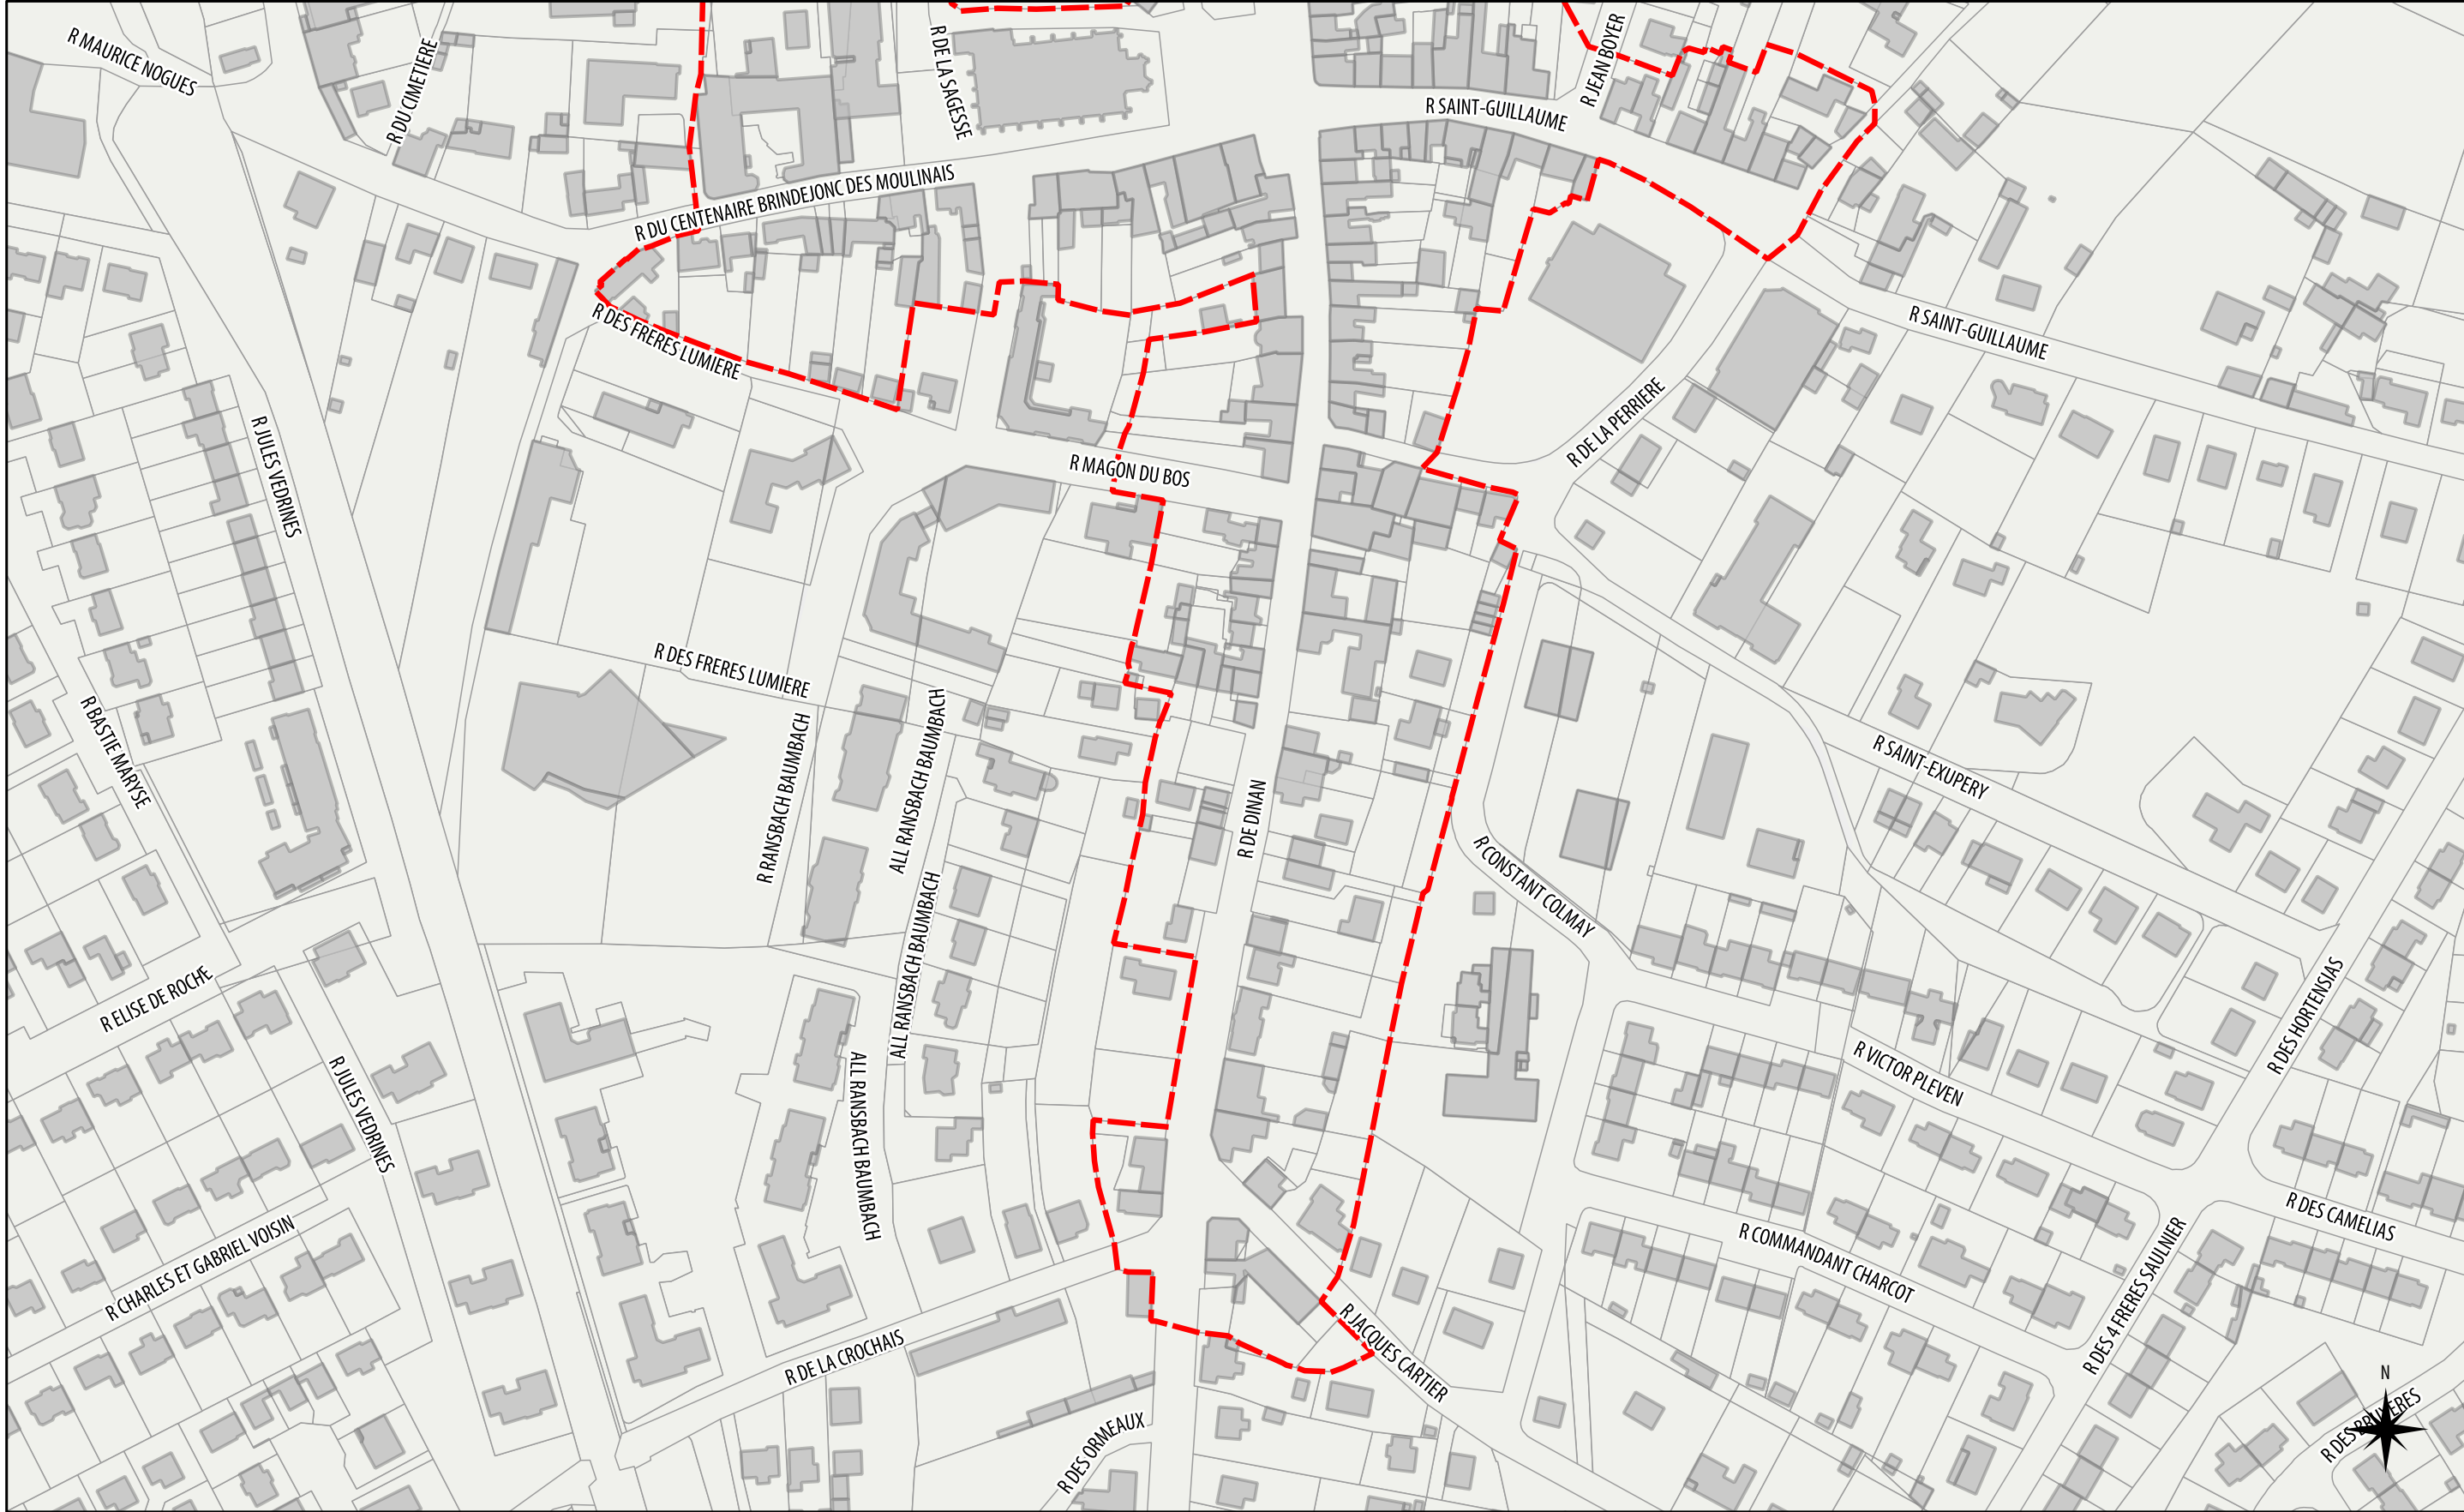 R MAURICE NOGUES
R DU CIMETIERE
R DE LA SAGESSE
R JEAN BOYER
R SAINT-GUILLAUME
R DU CENTENAIRE BRINDEJONC DES MOULINAIS
R DES FRERES LUMIERE
R SAINT-GUILLAUME
R DE LA PERRIERE
R JULES VEDRINES
R MAGON DU BOS
R DES FRERES LUMIERE
R BASTIE MARYSE
R RANSBACH BAUMBACH
ALL RANSBACH BAUMBACH
R DE DINAN
R SAINT-EXUPERY
R CONSTANT COLMAY
ALL RANSBACH BAUMBACH
R ELISE DE ROCHE
R DES HORTENSIAS
R JULES VEDRINES
ALL RANSBACH BAUMBACH
R VICTOR PLEVEN
R CHARLES ET GABRIEL VOISIN
R COMMANDANT CHARCOT
R DES CAMELIAS
R DES 4 FRERES SAULNIER
R DE LA CROCHAIS
R JACQUES CARTIER
R DES ORMEAUX
N
R DES BRUYERES